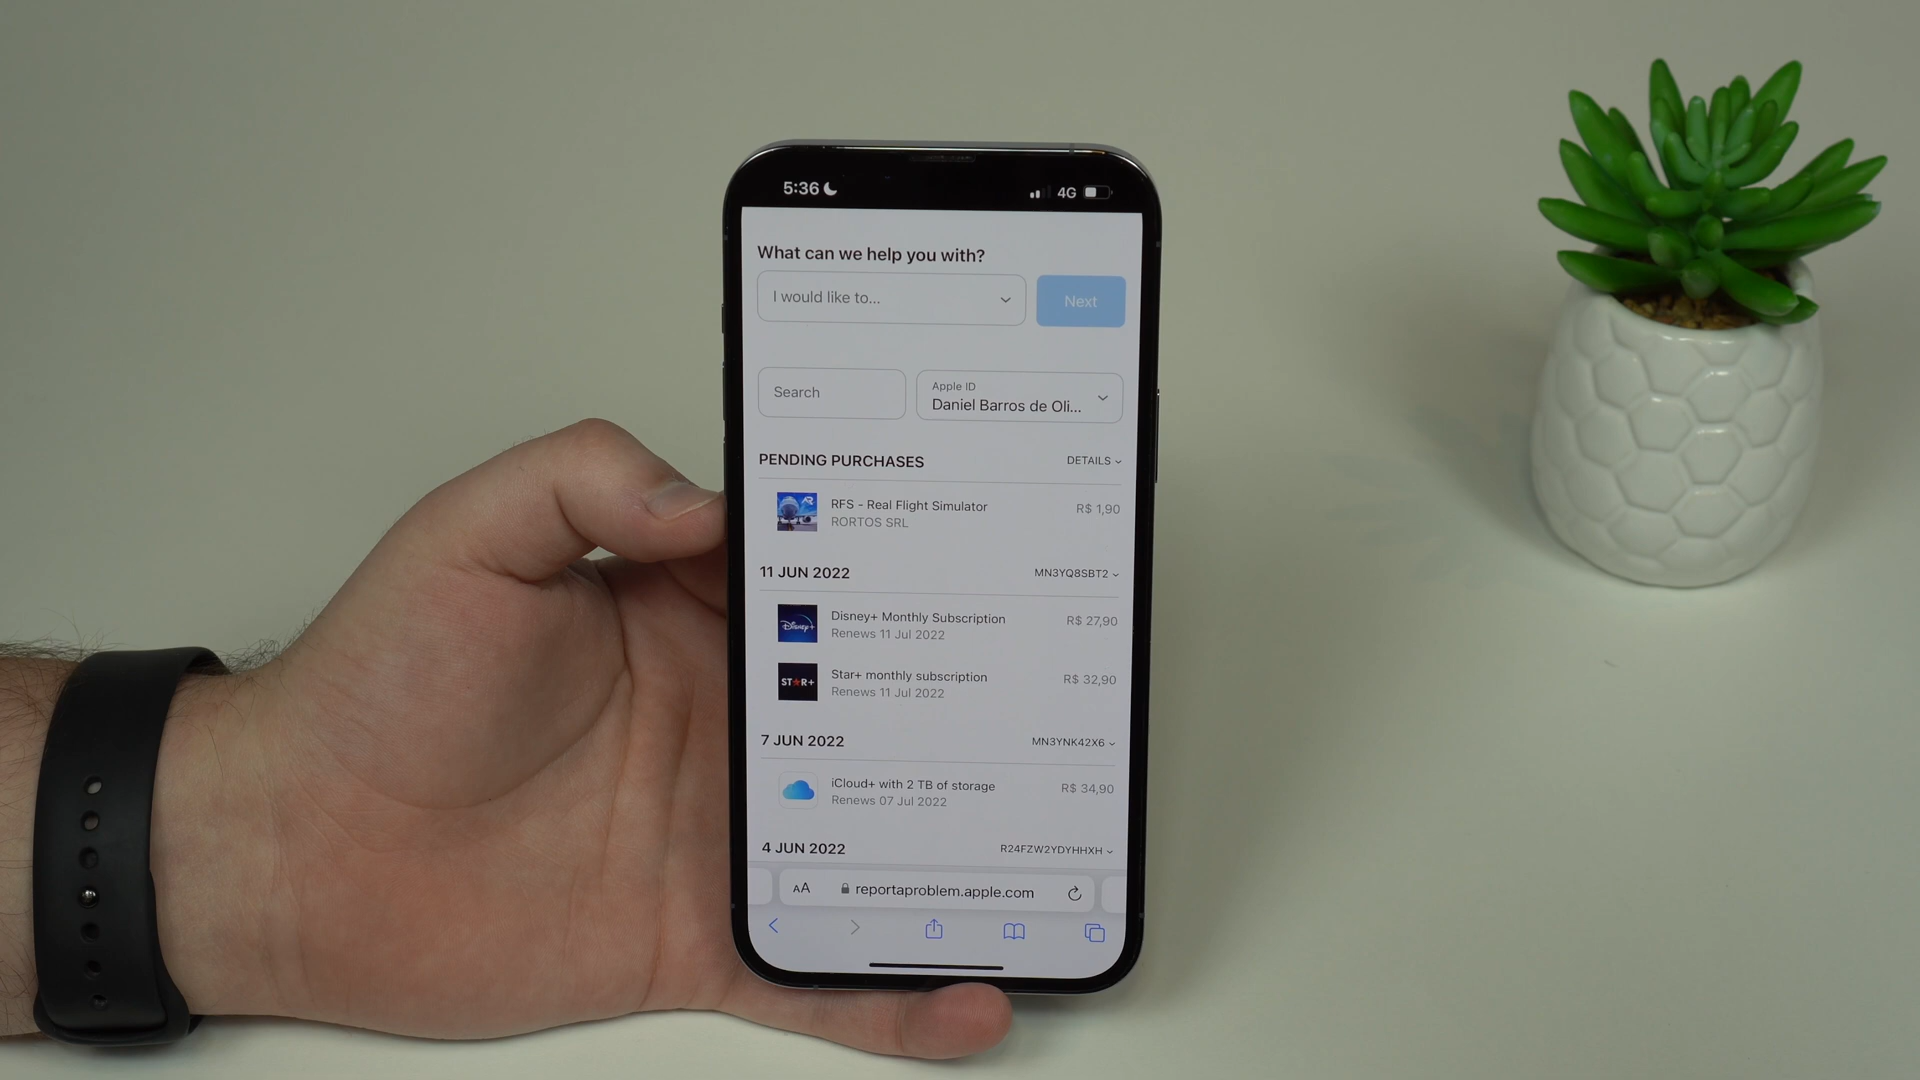 5:36
4G
What can we help you with?
I would like to...
Next
Search
Apple ID
Daniel Barros de Oli...
PENDING PURCHASES
DETAILS
RFS - Real Flight Simulator
R$ 1,90
RORTOS SRL
11 JUN 2022
MN3YQ8SBT2
Disney+
Disney+ Monthly Subscription
R$ 27,90
Renews 11 Jul 2022
ST★R+
Star+ monthly subscription
R$ 32,90
Renews 11 Jul 2022
7 JUN 2022
MN3YNK42X6
iCloud+ with 2 TB of storage
R$ 34,90
Renews 07 Jul 2022
4 JUN 2022
R24FZW2YDYHHXH
AA
reportaproblem.apple.com